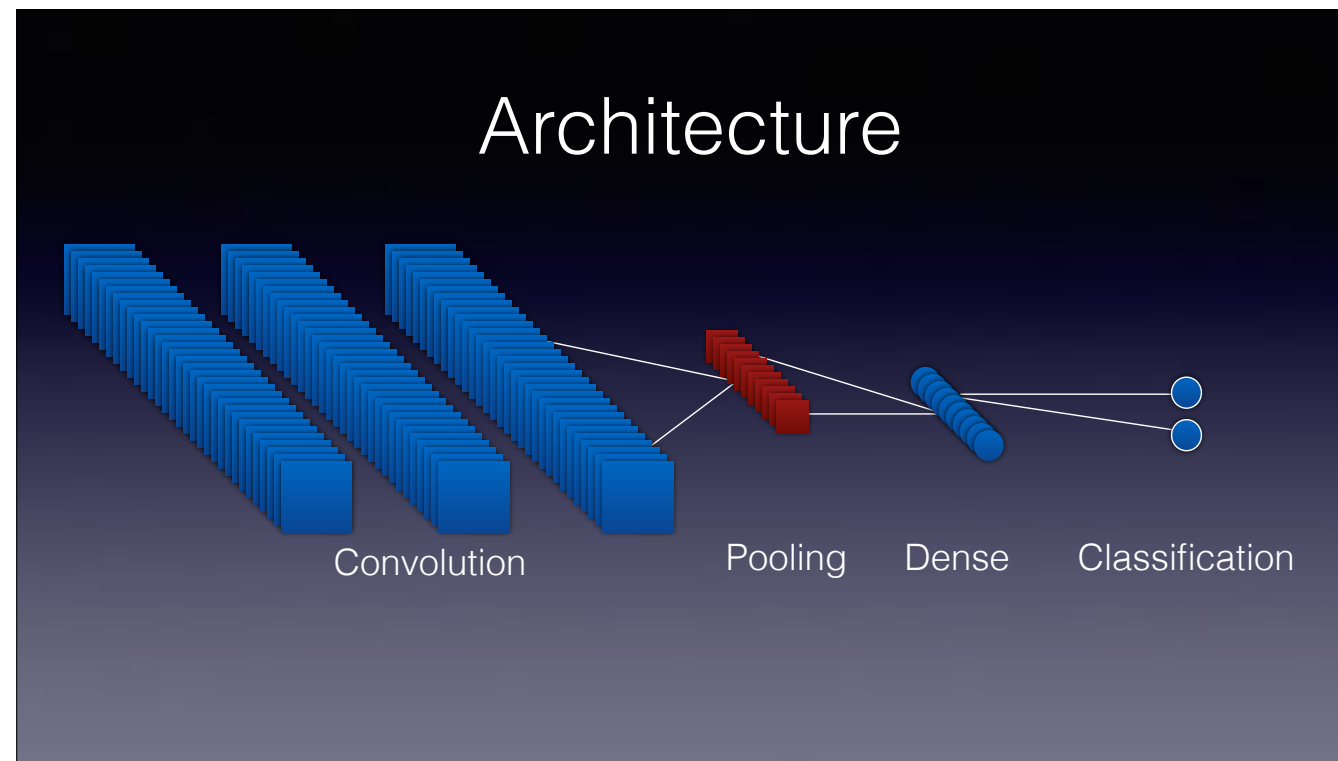 Architecture
Convolution
Pooling
Dense
Classification